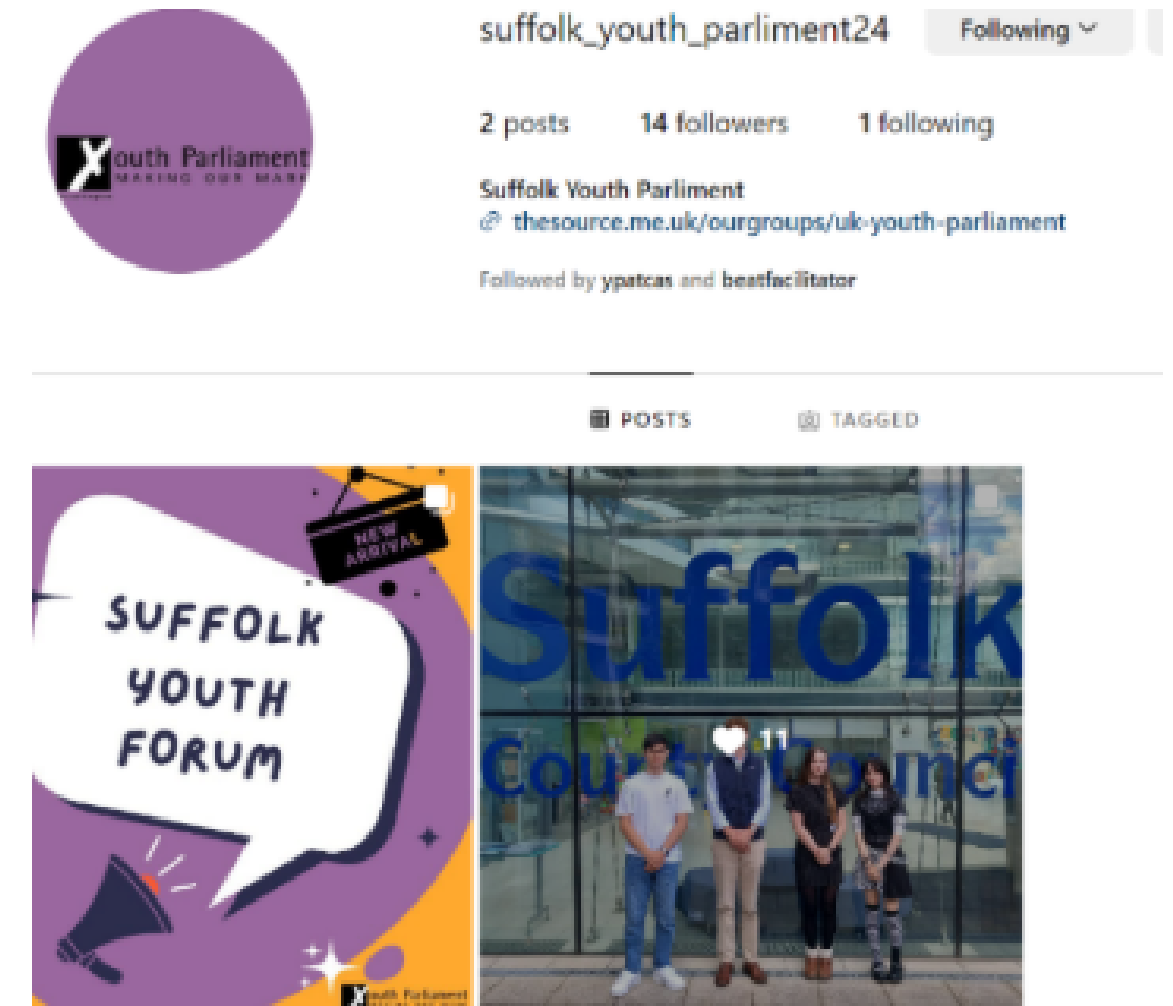 suffolk_youth_parliment24 Following
2 posts 14 followers 1 following
Suffolk Youth Parliment
thesource.me.uk/ourgroups/uk-youth-parliament
Followed by ypatcas and beatfacilitator
Youth Parliament
MAKING OUR MARK
POSTS TAGGED
NEW
ARRIVAL
SUFFOLK
YOUTH
FORUM
Youth Parliament
Suffolk
County Council
11